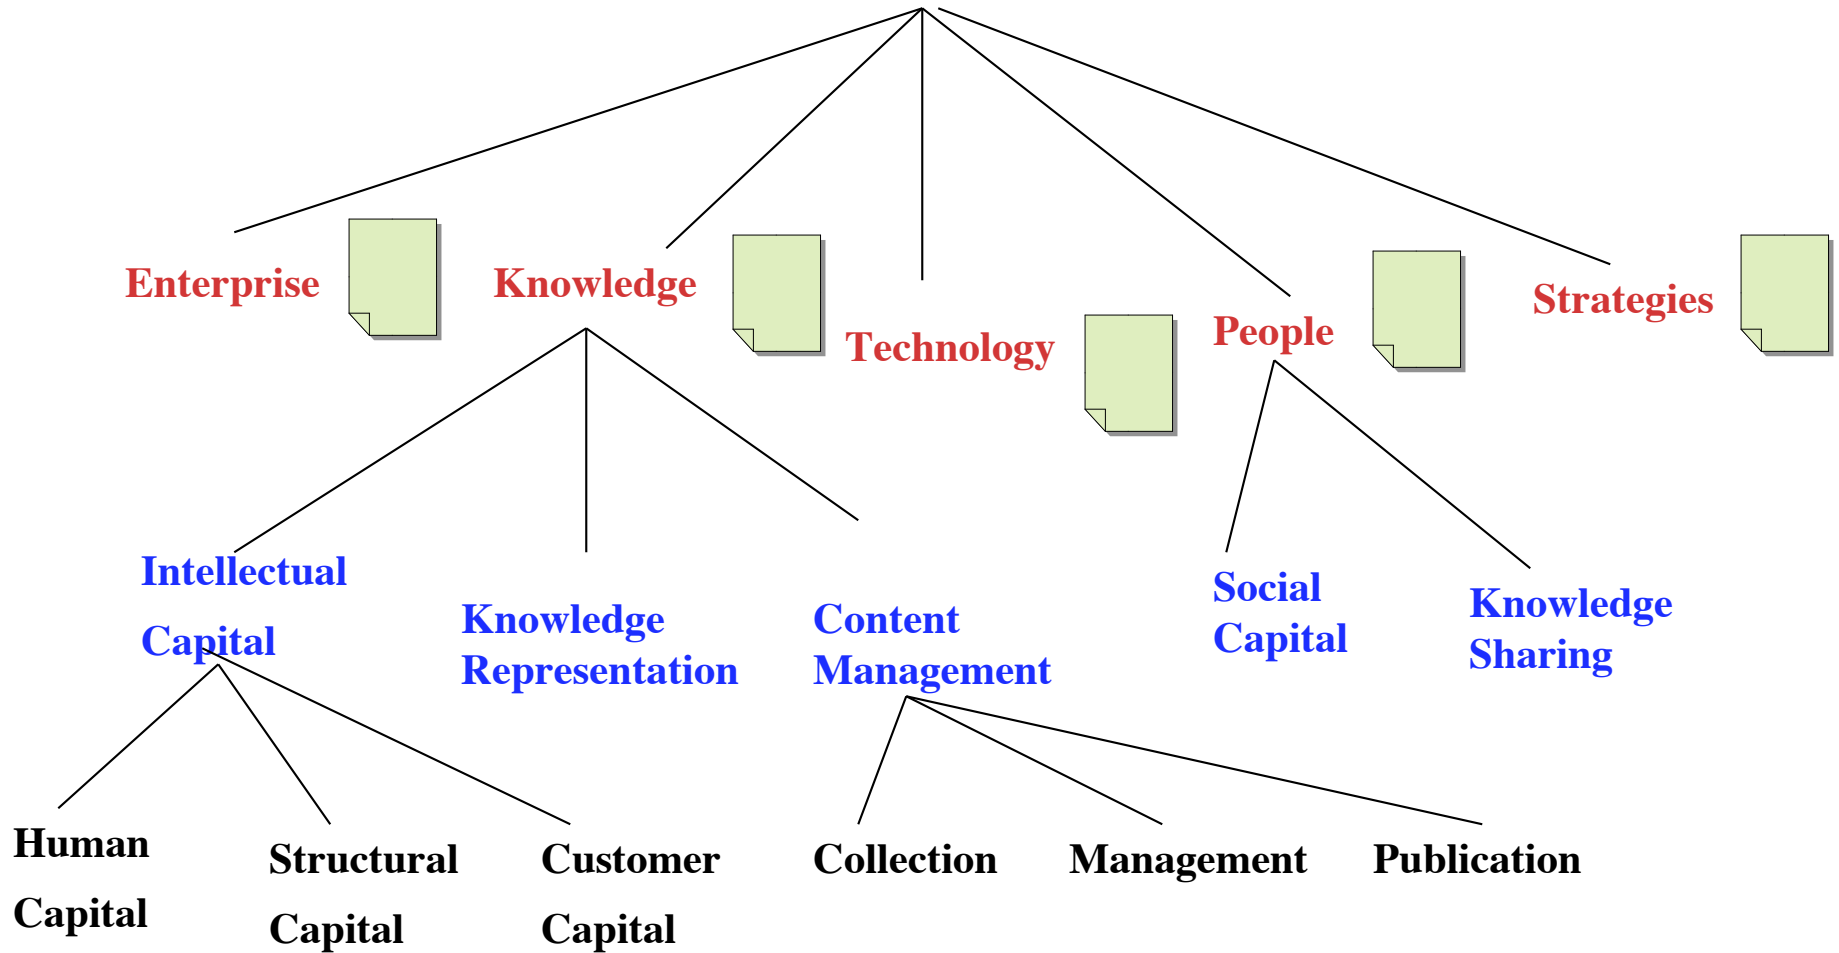 Enterprise
Knowledge
Technology
People
Strategies
Intellectual
Capital
Knowledge
Representation
Content
Management
Social
Capital
Knowledge
Sharing
Human
Capital
Structural
Capital
Customer
Capital
Collection
Management
Publication